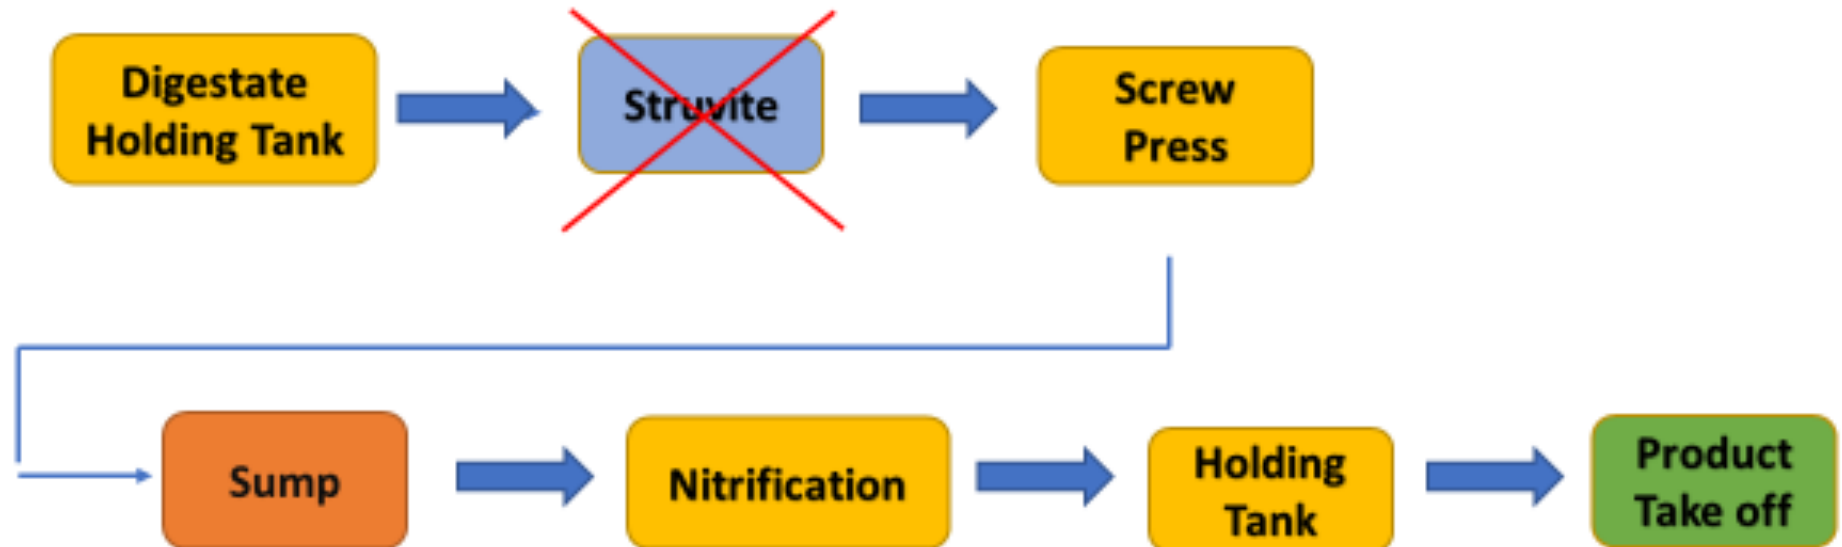 Digestate
Holding Tank
Struvite
Screw
Press
Sump
Nitrification
Holding
Tank
Product
Take off